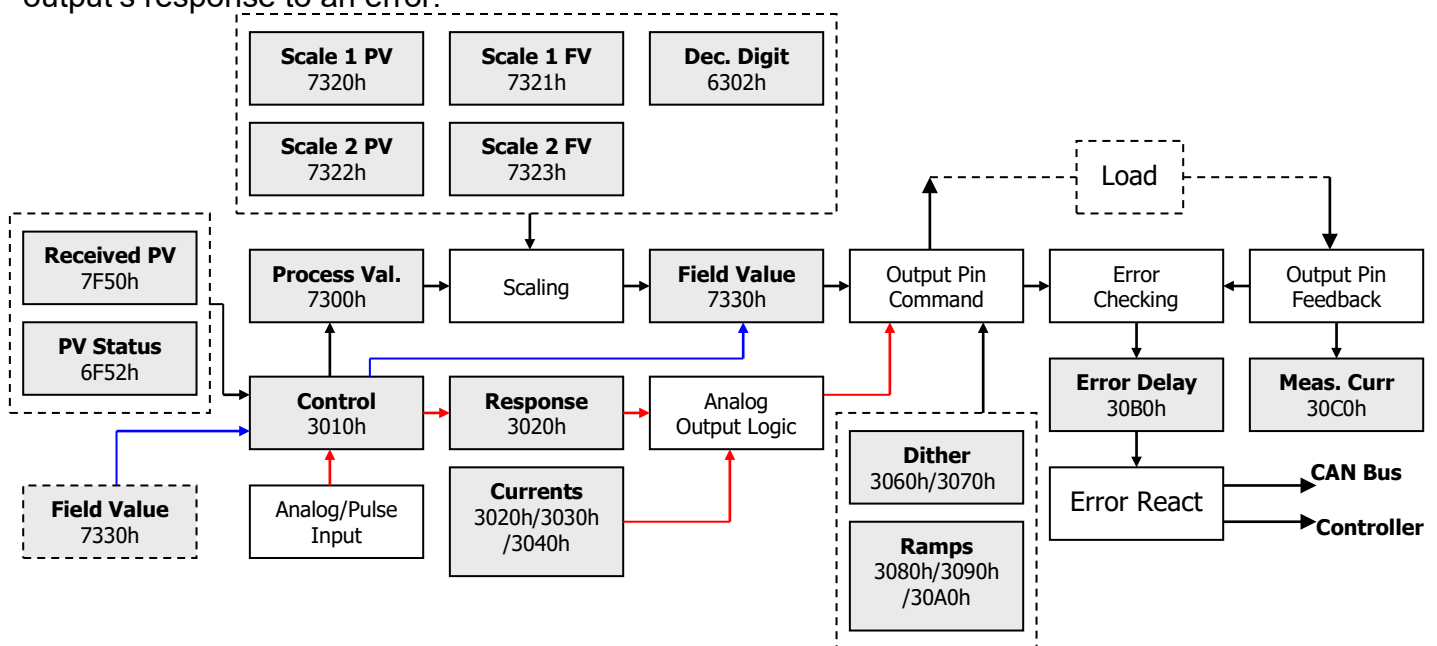 output's response to an error.
Scale 1 PV
7320h
Scale 1 FV
7321h
Dec. Digit
6302h
Scale 2 PV
7322h
Scale 2 FV
7323h
Load
Received PV
7F50h
PV Status
6F52h
Process Val.
7300h
Scaling
Field Value
7330h
Output Pin
Command
Error
Checking
Output Pin
Feedback
Control
3010h
Response
3020h
Analog
Output Logic
Error Delay
30B0h
Meas. Curr
30C0h
Field Value
7330h
Analog/Pulse
Input
Currents
3020h/3030h
/3040h
Dither
3060h/3070h
Ramps
3080h/3090h
/30A0h
Error React
CAN Bus
Controller